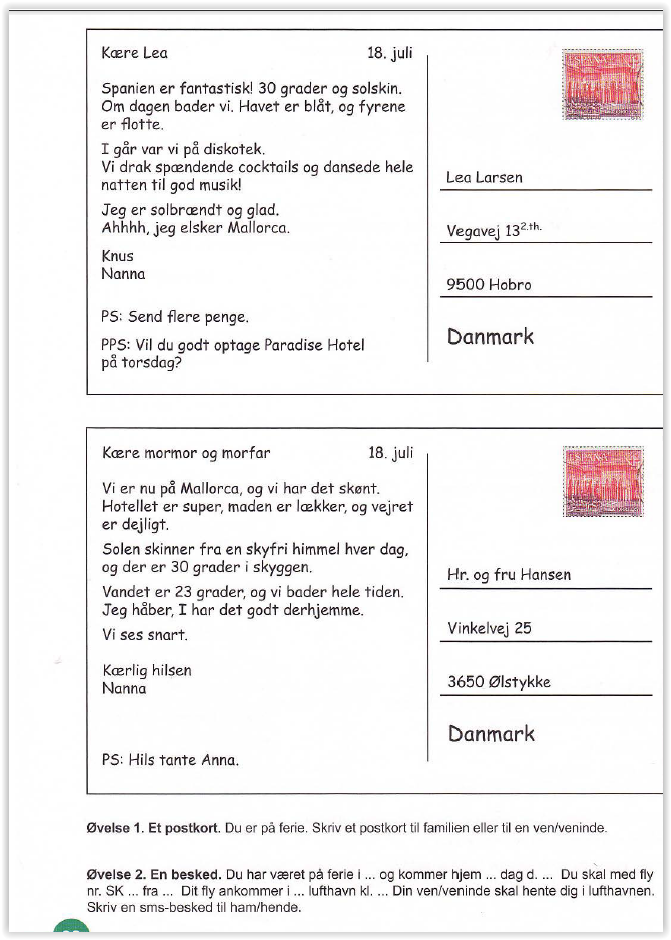 Kære Lea 18. juli
Spanien er fantastisk! 30 grader og solskin.
Om dagen bader vi. Havet er blåt, og fyrene
er flotte.
I går var vi på diskotek.
Vi drak spændende cocktails og dansede hele
natten til god musik!
Jeg er solbrændt og glad.
Ahhhh, jeg elsker Mallorca.
Knus
Nanna
PS: Send flere penge.
PPS: Vil du godt optage Paradise Hotel
på torsdag?
Lea Larsen
Vegavej 13 2.th.
9500 Hobro
Danmark
Kære mormor og morfar 18. juli
Vi er nu på Mallorca, og vi har det skønt.
Hotellet er super, maden er lækker, og vejret
er dejligt.
Solen skinner fra en skyfri himmel hver dag,
og der er 30 grader i skyggen.
Vandet er 23 grader, og vi bader hele tiden.
Jeg håber, I har det godt derhjemme.
Vi ses snart.
Kærlig hilsen
Nanna
PS: Hils tante Anna.
Hr. og fru Hansen
Vinkelvej 25
3650 Ølstykke
Danmark
Øvelse 1. Et postkort. Du er på ferie. Skriv et postkort til familien eller til en ven/veninde.
Øvelse 2. En besked. Du har været på ferie i ... og kommer hjem ... dag d. ... Du skal med fly
nr. SK ... fra ... Dit fly ankommer i ... lufthavn kl. ... Din ven/veninde skal hente dig i lufthavnen.
Skriv en sms-besked til ham/hende.